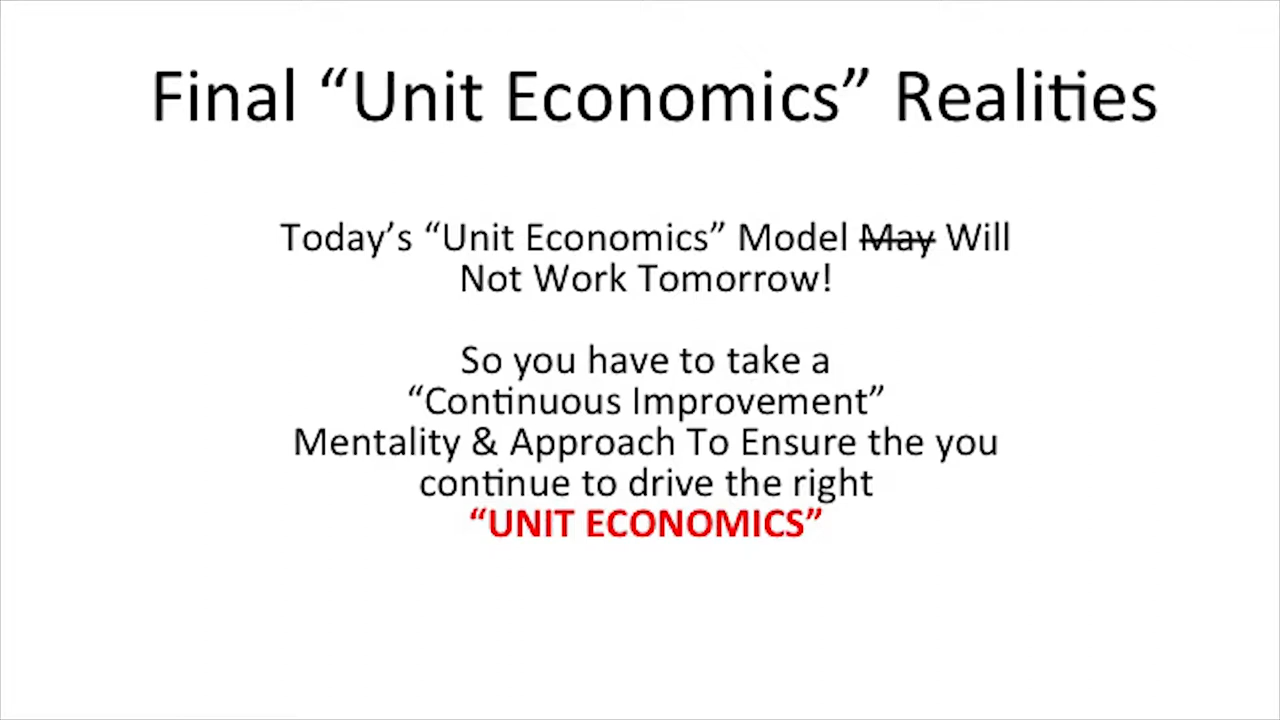 Final “Unit Economics” Realities
Today’s “Unit Economics” Model May Will
Not Work Tomorrow!
So you have to take a
“Continuous Improvement”
Mentality & Approach To Ensure the you
continue to drive the right
“UNIT ECONOMICS”